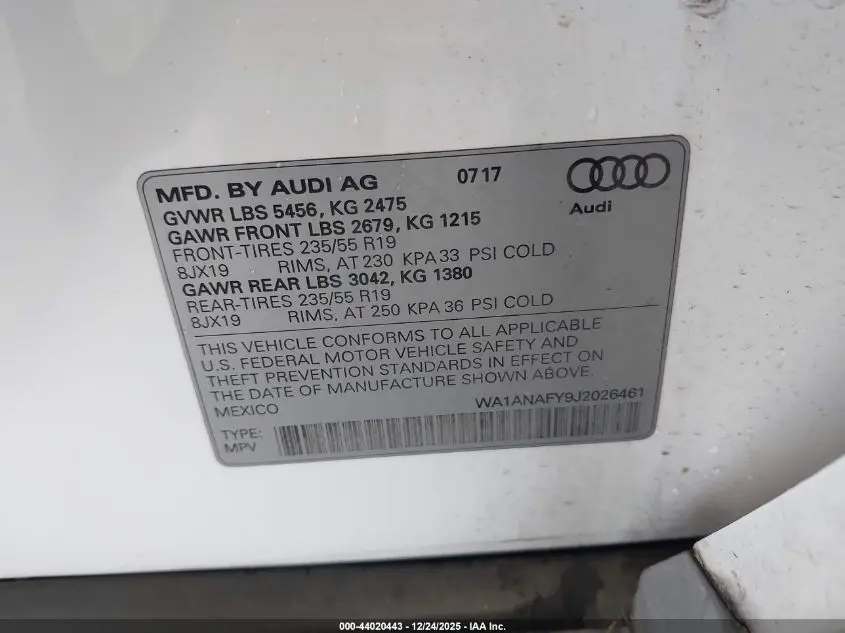 MFD. BY AUDI AG 0717
GVWR LBS 5456, KG 2475
GAWR FRONT LBS 2679, KG 1215
FRONT-TIRES 235/55 R19
8JX19 RIMS, AT 230 KPA 33 PSI COLD
GAWR REAR LBS 3042, KG 1380
REAR-TIRES 235/55 R19
8JX19 RIMS, AT 250 KPA 36 PSI COLD
Audi
THIS VEHICLE CONFORMS TO ALL APPLICABLE
U.S. FEDERAL MOTOR VEHICLE SAFETY AND
THEFT PREVENTION STANDARDS IN EFFECT ON
THE DATE OF MANUFACTURE SHOWN ABOVE.
MEXICO WA1ANAFY9J2026461
TYPE:
MPV
000-44020443 - 12/24/2025 - IAA Inc.